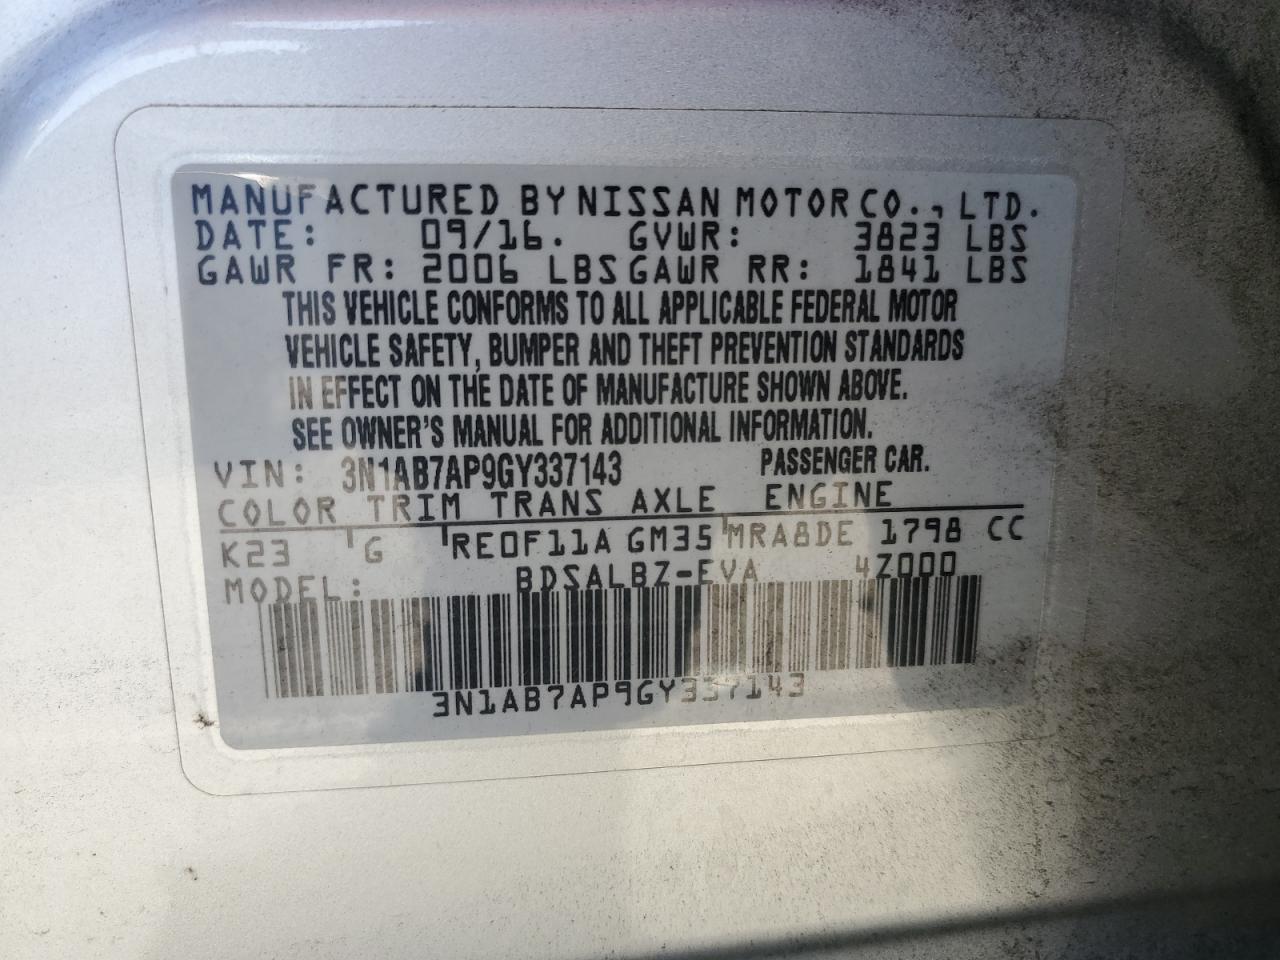 MANUFACTURED BY NISSAN MOTOR CO., LTD.
DATE: 09/16. GVWR: 3823 LBS
GAWR FR: 2006 LBS GAWR RR: 1841 LBS
THIS VEHICLE CONFORMS TO ALL APPLICABLE FEDERAL MOTOR
VEHICLE SAFETY, BUMPER AND THEFT PREVENTION STANDARDS
IN EFFECT ON THE DATE OF MANUFACTURE SHOWN ABOVE.
SEE OWNER'S MANUAL FOR ADDITIONAL INFORMATION.
VIN: 3N1AB7AP9GY337143 PASSENGER CAR.
COLOR TRIM TRANS AXLE ENGINE
K23 G RE0F11A GM35 MRA8DE 1798 CC
MODEL: BDSALBZ-EVA 4Z000
3N1AB7AP9GY337143